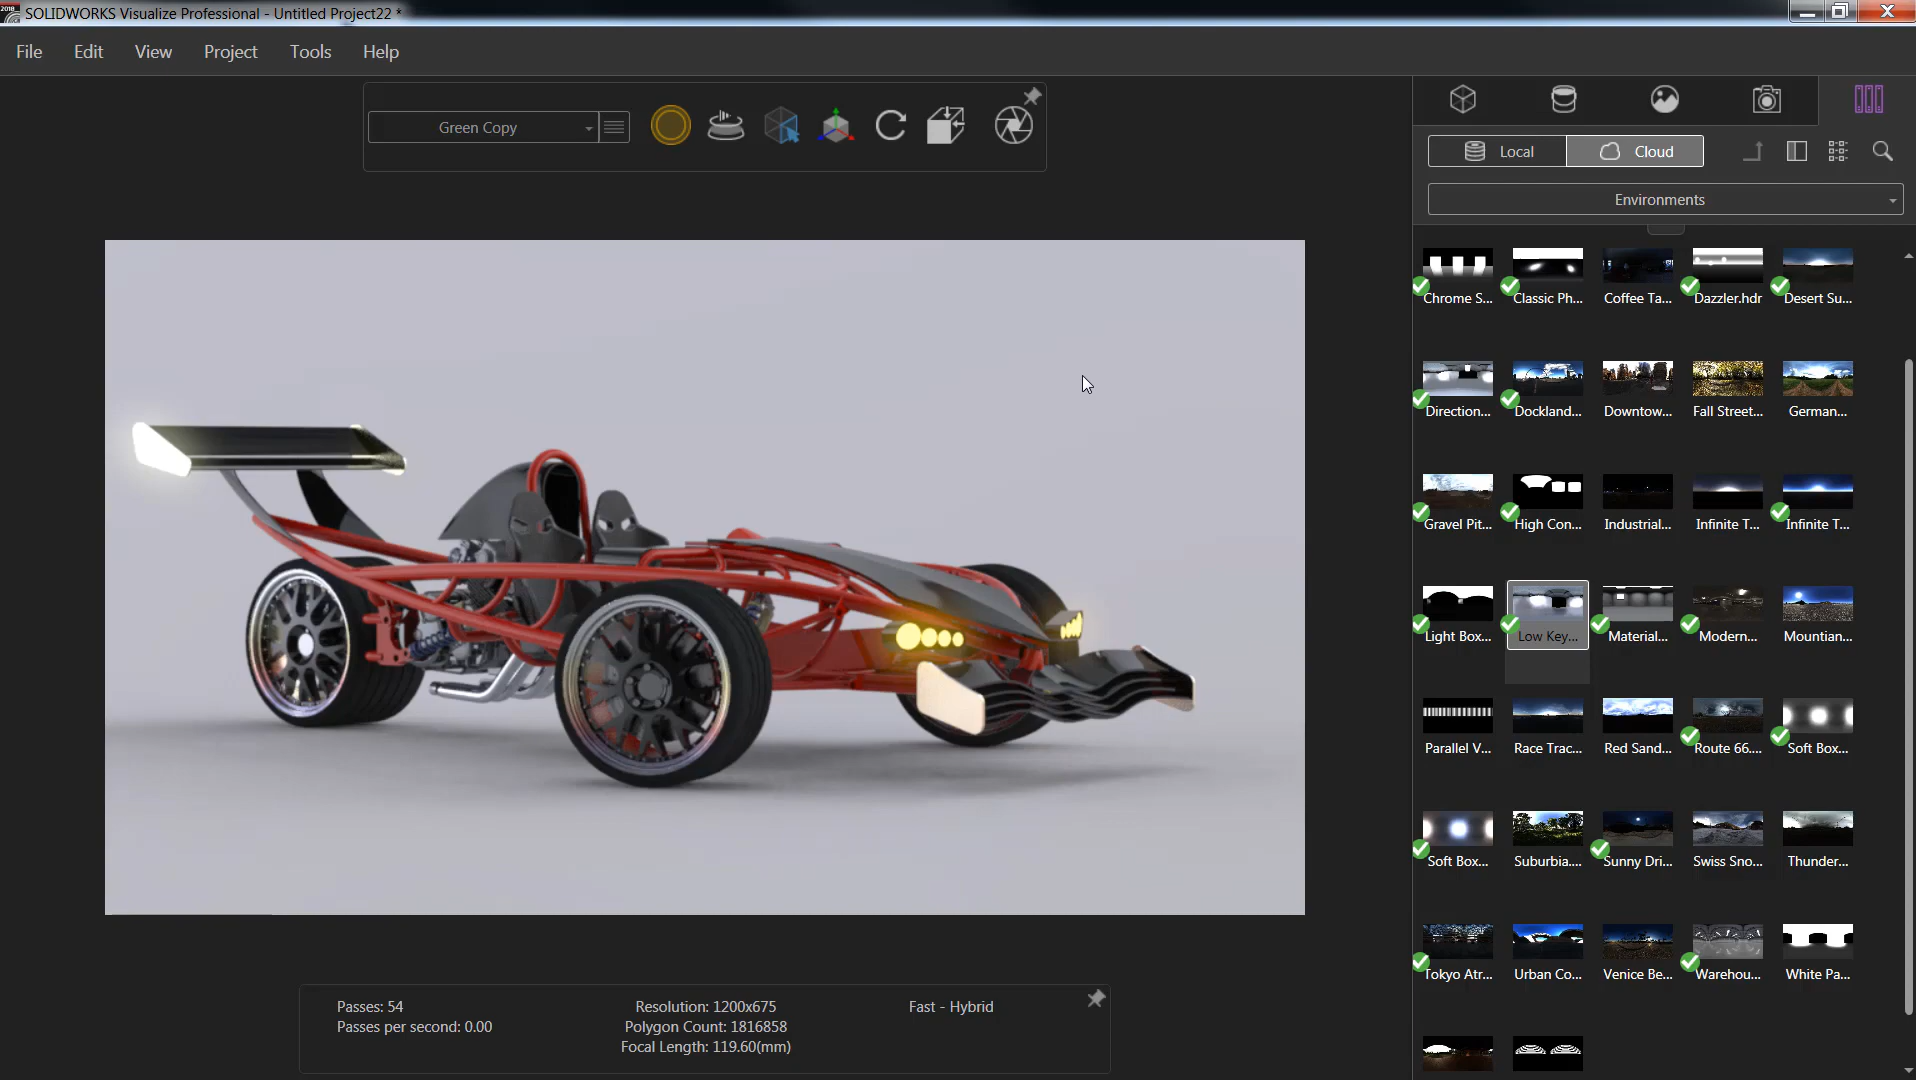 SOLIDWORKS Visualize Professional - Untitled Project22 *
File Edit View Project Tools Help
Green Copy
Local Cloud
Environments
Chrome S... Classic Ph... Coffee Ta... Dazzler.hdr Desert Su...
Direction... Dockland... Downtow... Fall Street... German...
Gravel Pit... High Con... Industrial... Infinite T... Infinite T...
Light Box... Low Key... Material... Modern... Mountian...
Parallel V... Race Trac... Red Sand... Route 66.... Soft Box...
Soft Box... Suburbia.... Sunny Dri... Swiss Sno... Thunder...
Tokyo Atr... Urban Co... Venice Be... Warehou... White Pa...
Passes: 54
Passes per second: 0.00
Resolution: 1200x675
Polygon Count: 1816858
Focal Length: 119.60(mm)
Fast - Hybrid